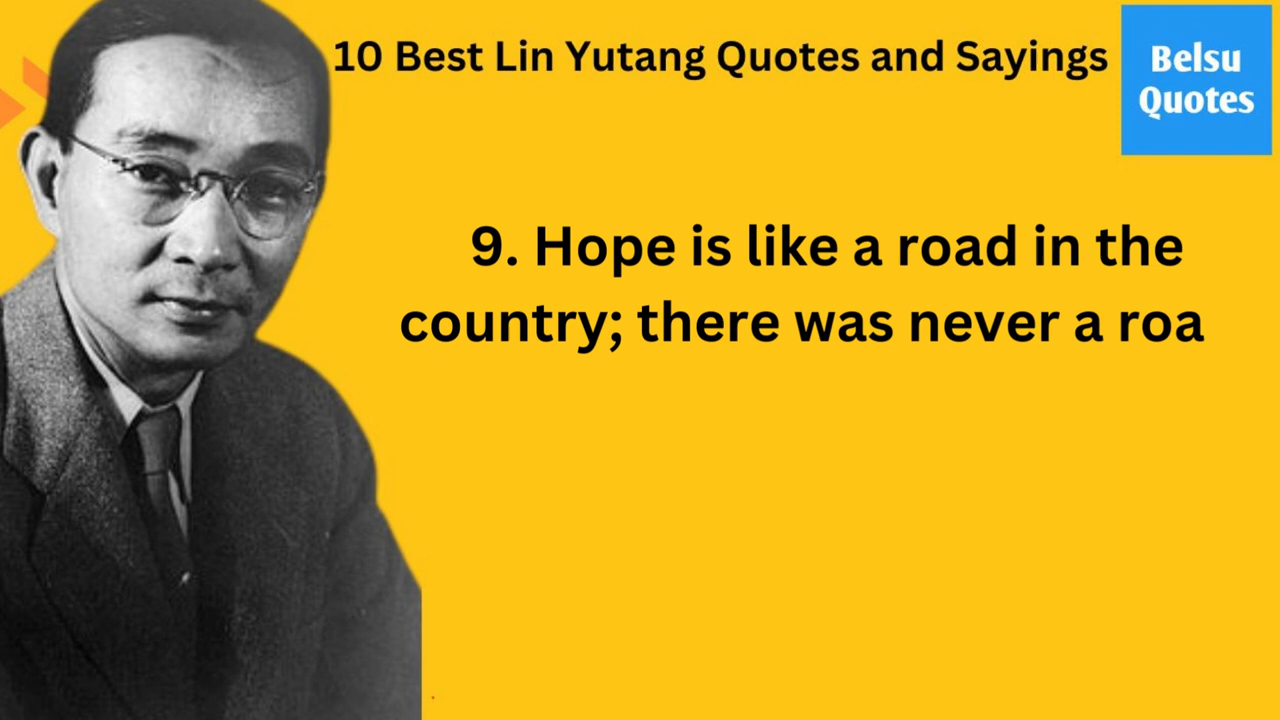 10 Best Lin Yutang Quotes and Sayings
Belsu
Quotes
9. Hope is like a road in the
country; there was never a roa